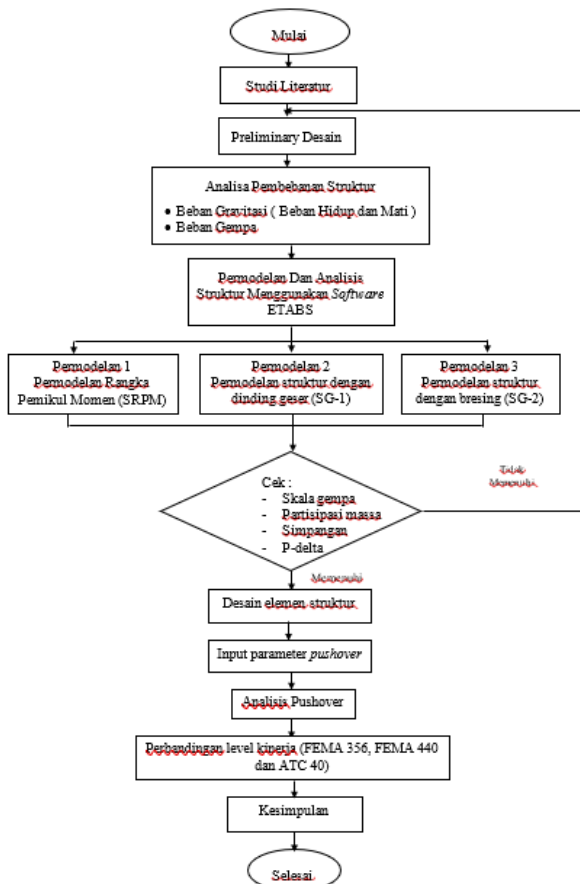 Mulai
Studi Literatur
Preliminary Desain
Analisa Pembebanan Struktur
• Beban Gravitasi ( Beban Hidup dan Mati )
• Beban Gempa
Permodelan Dan Analisis
Struktur Menggunakan Software
ETABS
Permodelan 1
Permodelan Rangka
Pemikul Momen (SRPM)
Permodelan 2
Permodelan struktur dengan
dinding geser (SG-1)
Permodelan 3
Permodelan struktur
dengan bresing (SG-2)
Cek :
- Skala gempa
- Partisipasi massa
- Simpangan
- P-delta
Tidak
Memenuhi
Memenuhi
Desain elemen struktur
Input parameter pushover
Analisis Pushover
Perbandingan level kinerja (FEMA 356, FEMA 440
dan ATC 40)
Kesimpulan
Selesai